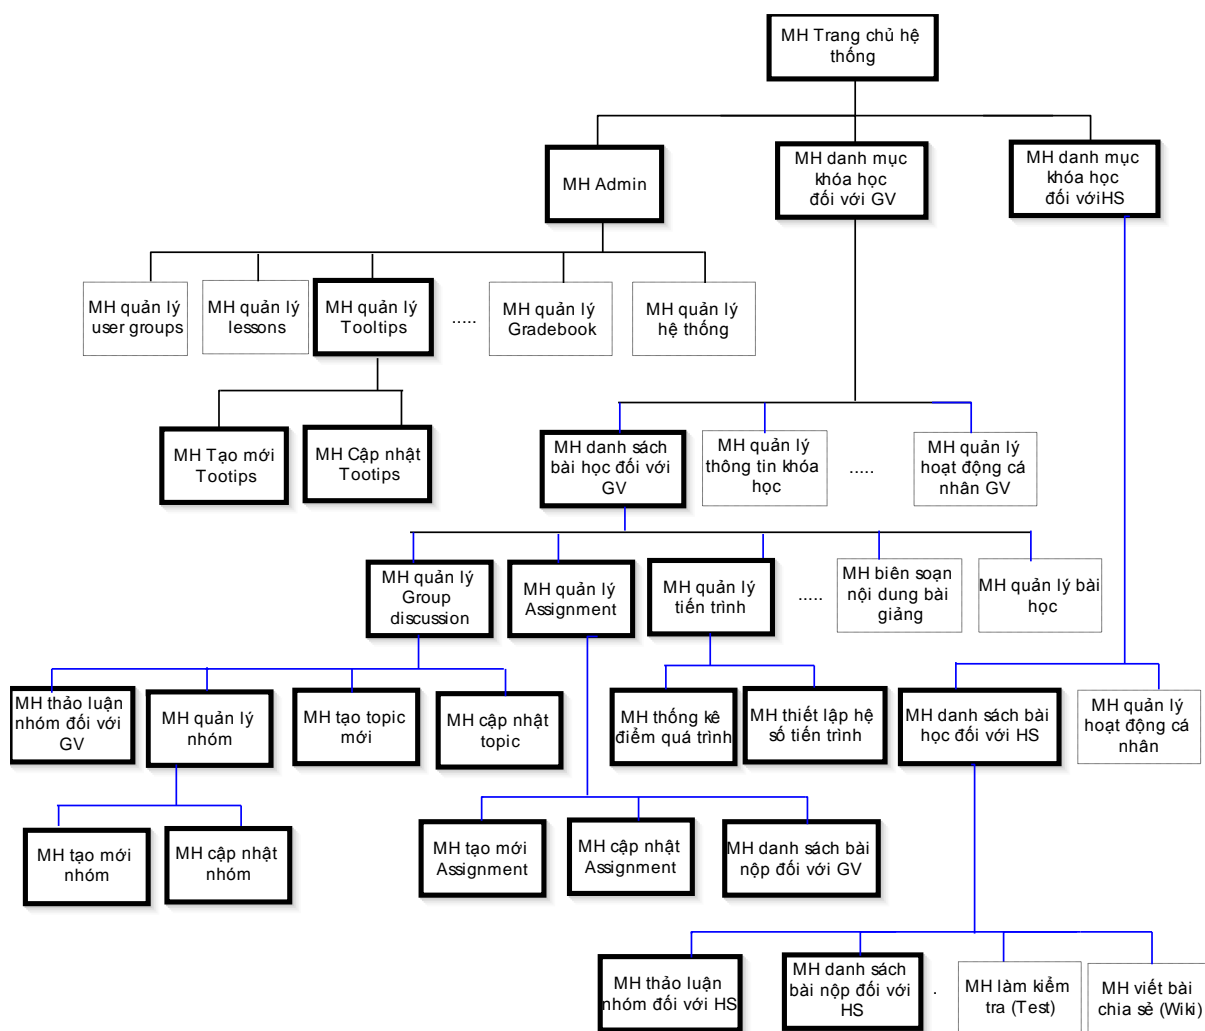 MH Trang chủ hệ
thống
MH Admin
MH danh mục
khóa học
đối với GV
MH danh mục
khóa học
đối vớiHS
MH quản lý
user groups
MH quản lý
lessons
MH quản lý
Tooltips
.....
MH quản lý
Gradebook
MH quản lý
hệ thống
MH Tạo mới
Tootips
MH Cập nhật
Tootips
MH danh sách
bài học đối với
GV
MH quản lý
thông tin khóa
học
.....
MH quản lý
hoạt động cá
nhân GV
MH quản lý
Group
discussion
MH quản lý
Assignment
MH quản lý
tiến trình
.....
MH biên soạn
nội dung bài
giảng
MH quản lý bài
học
MH thảo luận
nhóm đối với
GV
MH quản lý
nhóm
MH tạo topic
mới
MH cập nhật
topic
MH thống kê
điểm quá trình
MH thiết lập hệ
số tiến trình
MH danh sách bài
học đối với HS
MH quản lý
hoạt động cá
nhân
MH tạo mới
nhóm
MH cập nhật
nhóm
MH tạo mới
Assignment
MH cập nhật
Assignment
MH danh sách bài
nộp đối với GV
MH thảo luận
nhóm đối với HS
MH danh sách
bài nộp đối với
HS
.
MH làm kiểm
tra (Test)
MH viết bài
chia sẻ (Wiki)